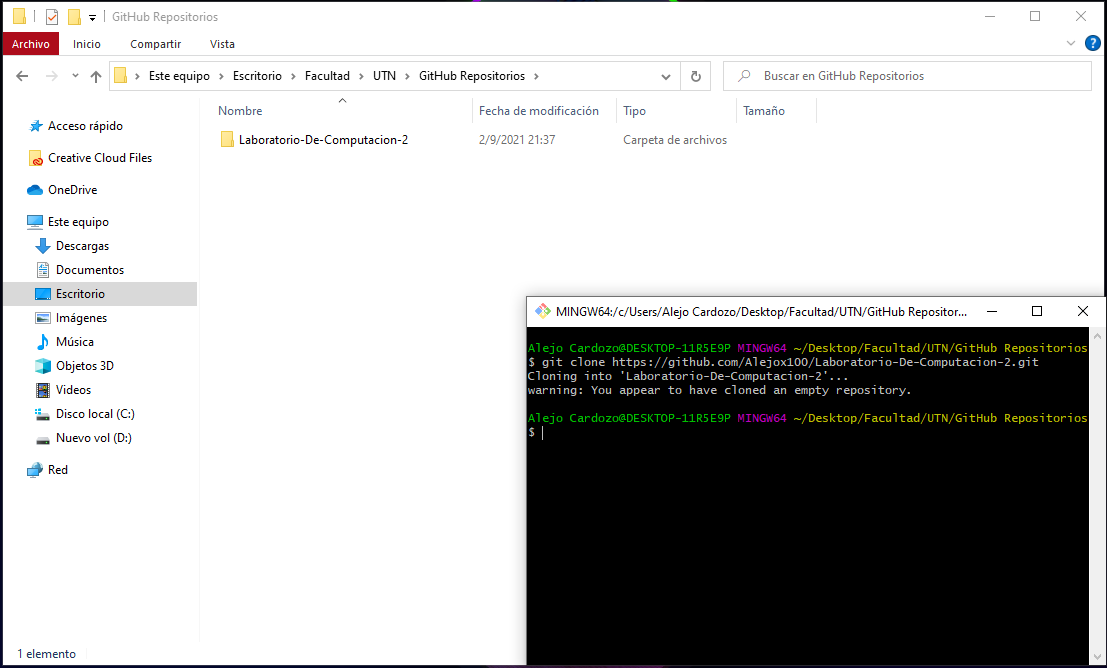 GitHub Repositorios
Archivo Inicio Compartir Vista
Este equipo Escritorio Facultad UTN GitHub Repositorios Buscar en GitHub Repositorios
Nombre Fecha de modificación Tipo Tamaño
Laboratorio-De-Computacion-2 2/9/2021 21:37 Carpeta de archivos
Acceso rápido
Creative Cloud Files
OneDrive
Este equipo
Descargas
Documentos
Escritorio
Imágenes
Música
Objetos 3D
Videos
Disco local (C:)
Nuevo vol (D:)
Red
1 elemento
MINGW64:/c/Users/Alejo Cardozo/Desktop/Facultad/UTN/GitHub Repositor...
Alejo Cardozo@DESKTOP-11R5E9P MINGW64 ~/Desktop/Facultad/UTN/GitHub Repositorios
$ git clone https://github.com/Alejox100/Laboratorio-De-Computacion-2.git
Cloning into 'Laboratorio-De-Computacion-2'...
warning: You appear to have cloned an empty repository.
Alejo Cardozo@DESKTOP-11R5E9P MINGW64 ~/Desktop/Facultad/UTN/GitHub Repositorios
$